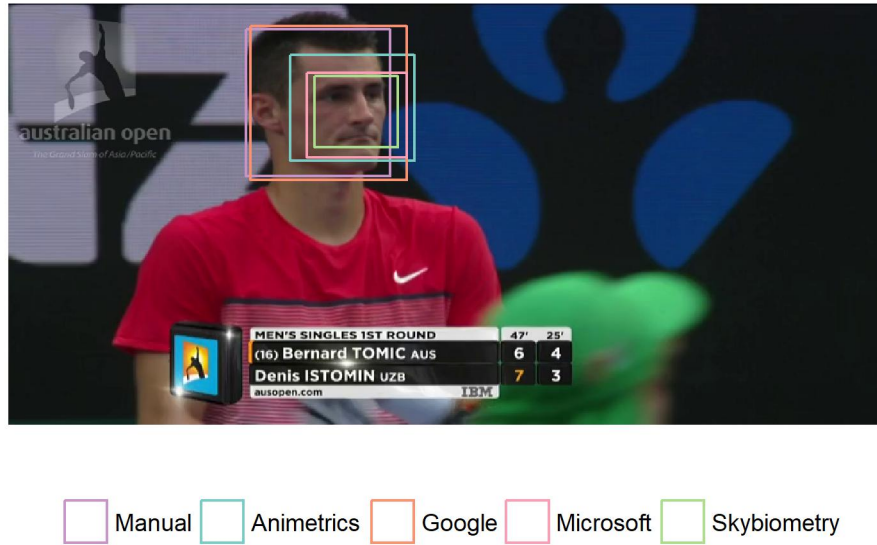 australian open
The Grand Slam of Asia/Pacific
MEN'S SINGLES 1ST ROUND 47' 25'
(16) Bernard TOMIC AUS 6 4
Denis ISTOMIN UZB 7 3
ausopen.com IBM
Manual Animetrics Google Microsoft Skybiometry